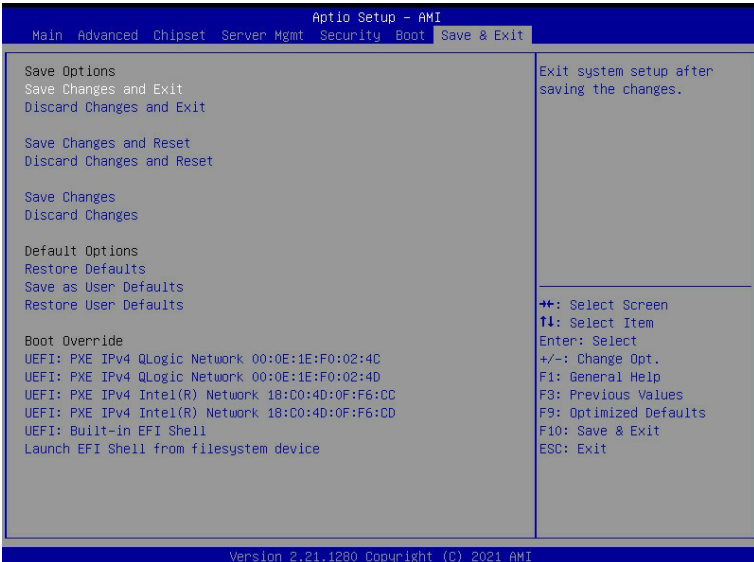 Aptio Setup – AMI
Main Advanced Chipset Server Mgmt Security Boot Save & Exit
Save Options
Save Changes and Exit
Discard Changes and Exit
Save Changes and Reset
Discard Changes and Reset
Save Changes
Discard Changes
Default Options
Restore Defaults
Save as User Defaults
Restore User Defaults
Boot Override
UEFI: PXE IPv4 QLogic Network 00:0E:1E:F0:02:4C
UEFI: PXE IPv4 QLogic Network 00:0E:1E:F0:02:4D
UEFI: PXE IPv4 Intel(R) Network 18:C0:4D:0F:F6:CC
UEFI: PXE IPv4 Intel(R) Network 18:C0:4D:0F:F6:CD
UEFI: Built-in EFI Shell
Launch EFI Shell from filesystem device
Exit system setup after
saving the changes.
→←: Select Screen
↑↓: Select Item
Enter: Select
+/-: Change Opt.
F1: General Help
F3: Previous Values
F9: Optimized Defaults
F10: Save & Exit
ESC: Exit
Version 2.21.1280 Copyright (C) 2021 AMI